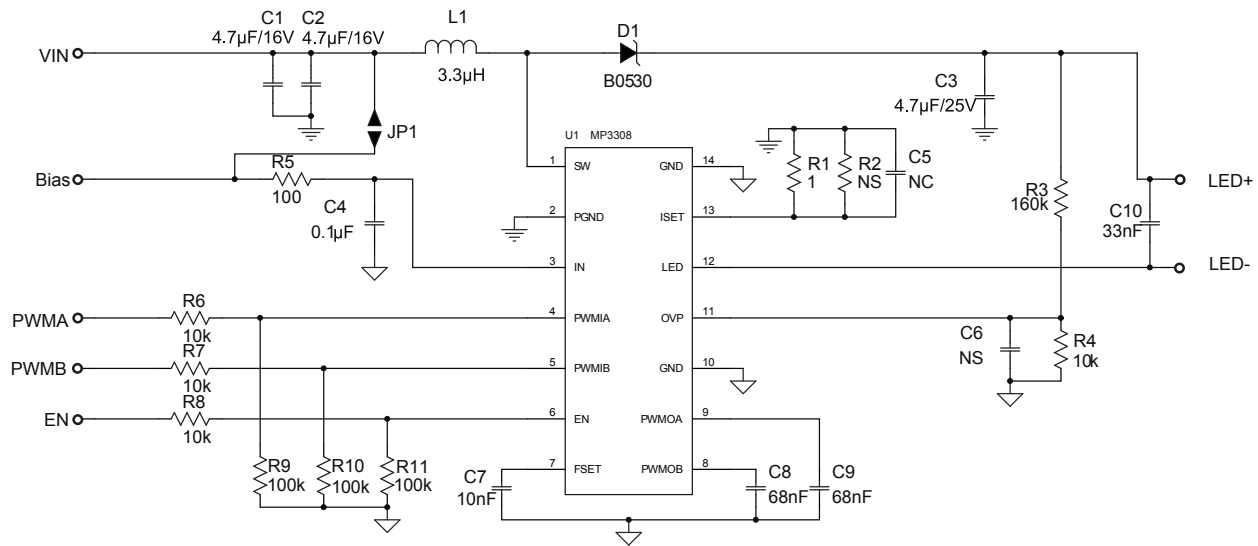 C1
C2
4.7µF/16V
4.7µF/16V
L1
3.3µH
D1
B0530
VIN
C3
4.7µF/25V
JP1
U1 MP3308
Bias
R5
100
C4
0.1µF
1 SW
GND 14
2 PGND
ISET 13
3 IN
LED 12
4 PWMIA
OVP 11
5 PWMIB
GND 10
6 EN
PWMOA 9
7 FSET
PWMOB 8
R1
1
R2
NS
C5
NC
R3
160k
C10
33nF
LED+
LED-
PWMA
R6
10k
PWMB
R7
10k
EN
R8
10k
C6
NS
R4
10k
R9
100k
R10
100k
R11
100k
C7
10nF
C8
68nF
C9
68nF